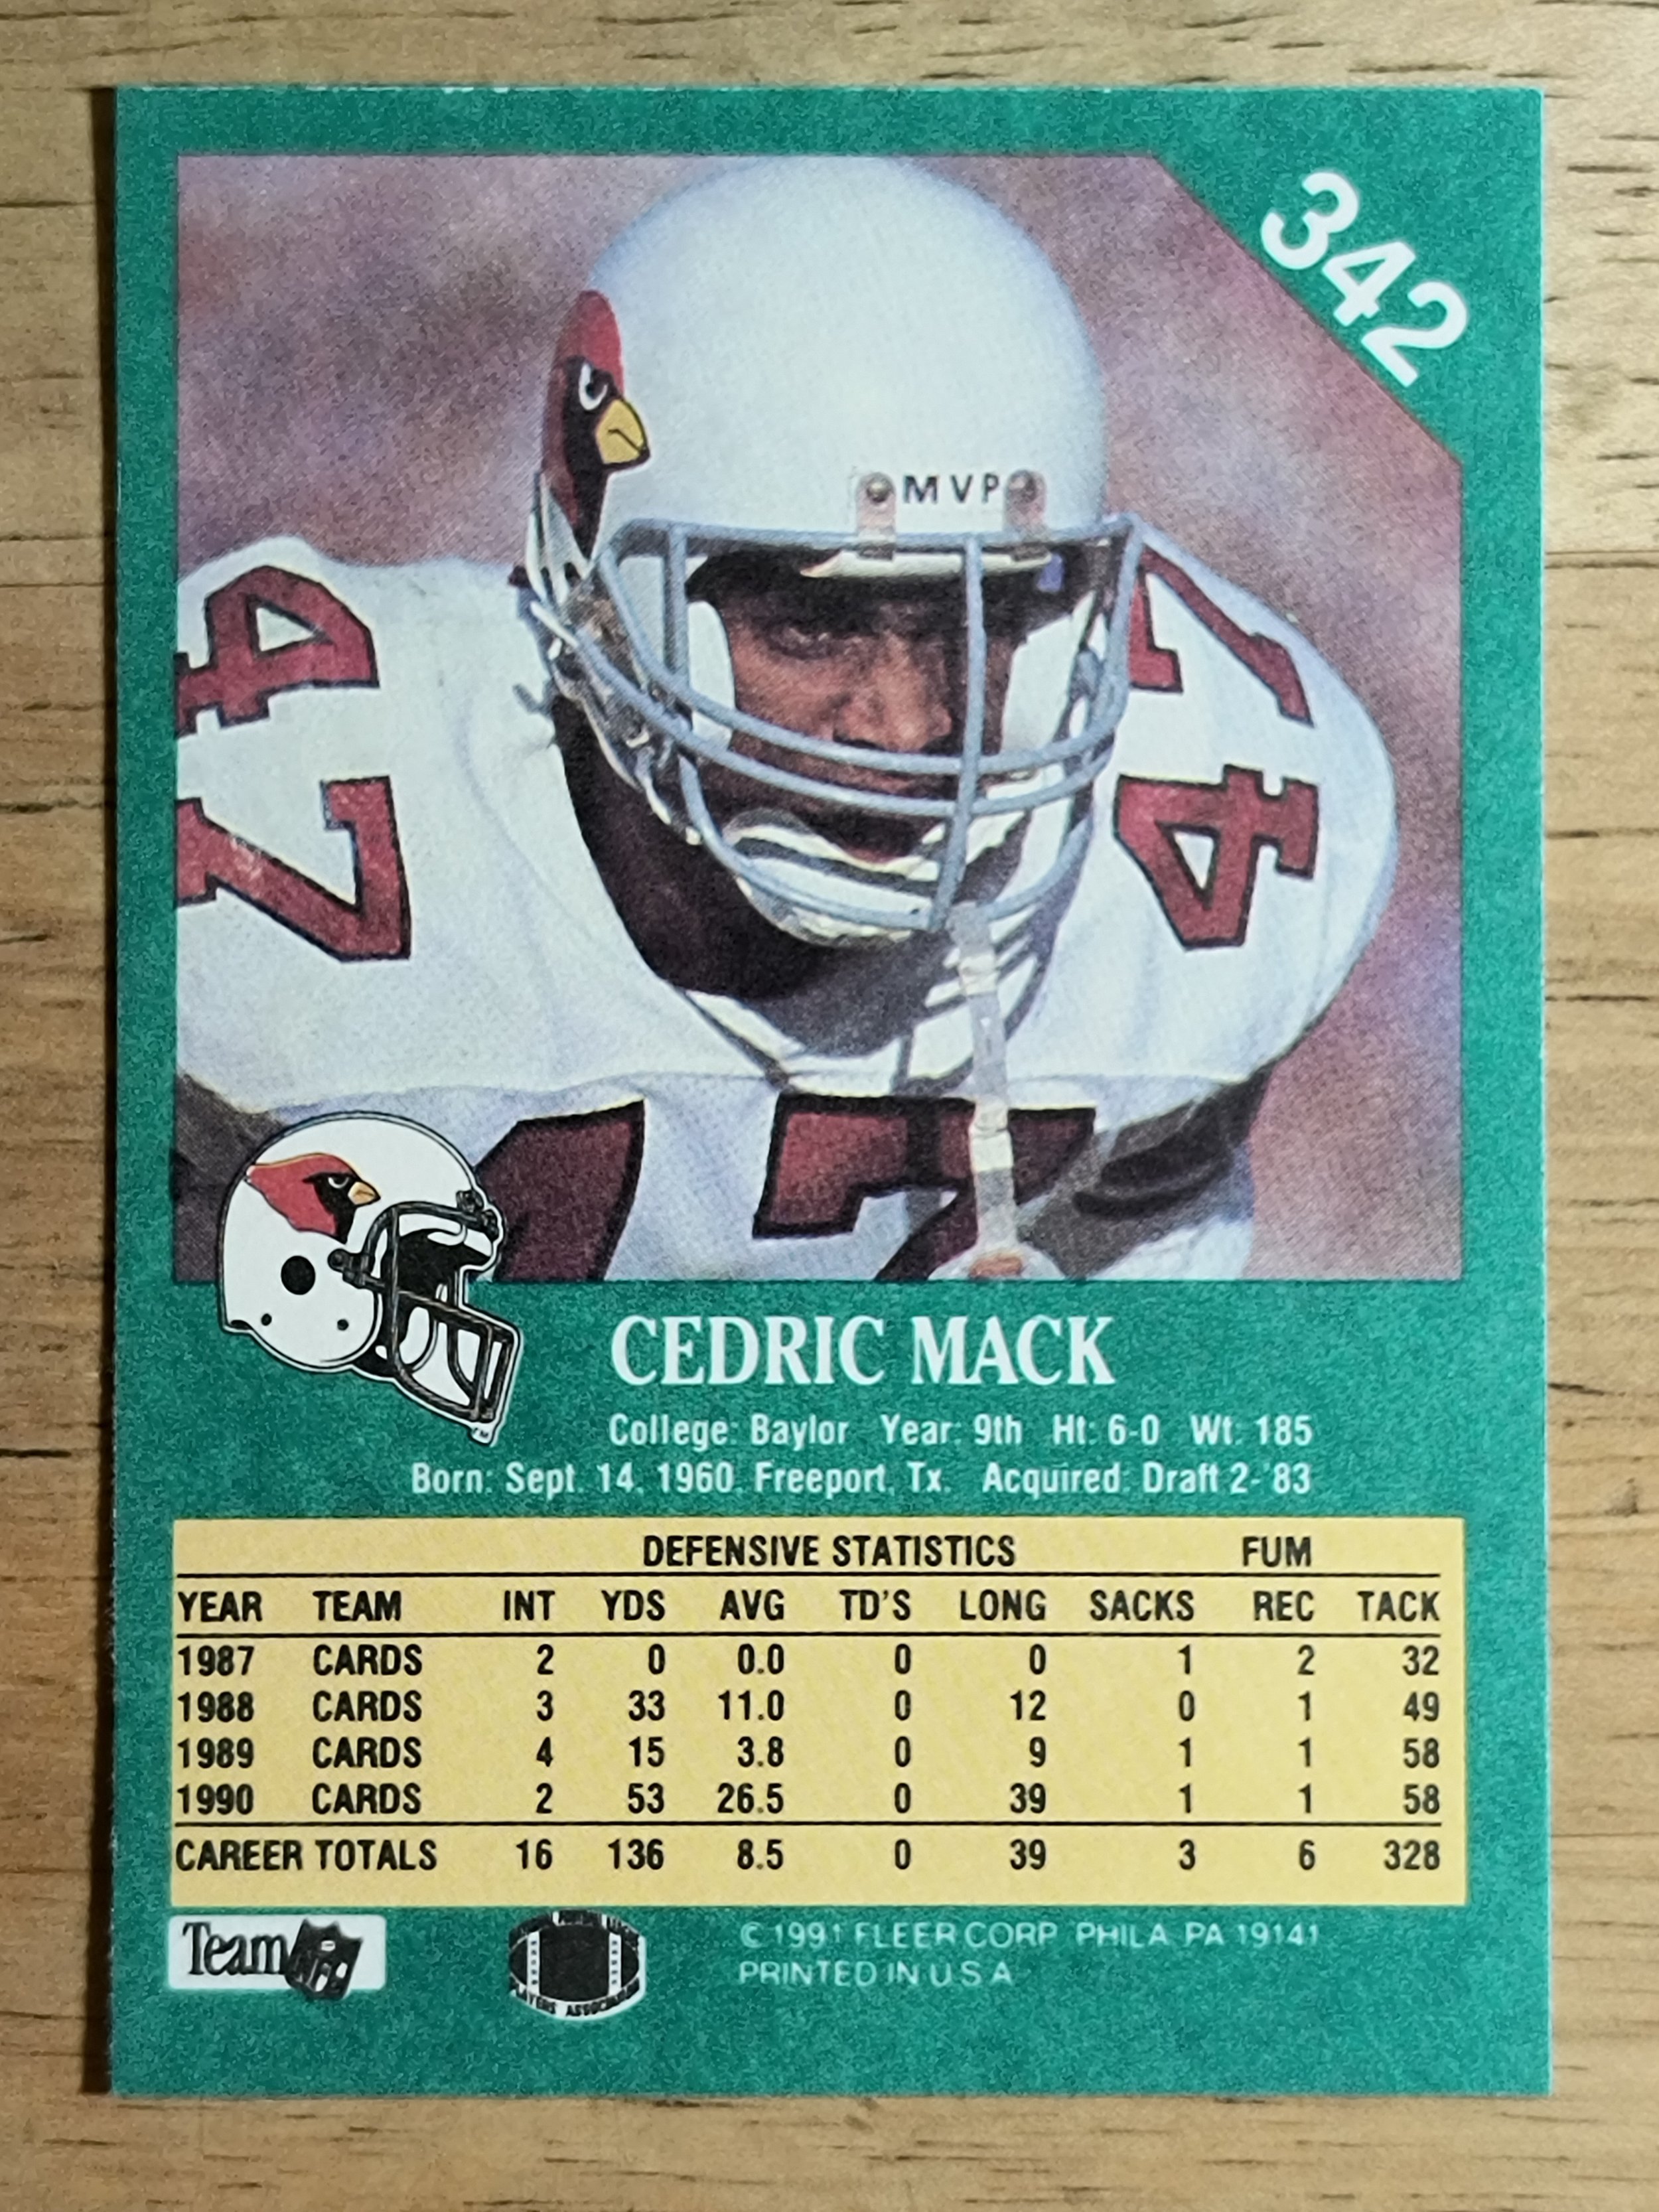 342
MVP
47
47
47
CEDRIC MACK
College: Baylor Year: 9th Ht: 6-0 Wt: 185
Born: Sept. 14, 1960, Freeport, Tx. Acquired: Draft 2-'83
DEFENSIVE STATISTICS FUM
YEAR TEAM INT YDS AVG TD'S LONG SACKS REC TACK
1987 CARDS 2 0 0.0 0 0 1 2 32
1988 CARDS 3 33 11.0 0 12 0 1 49
1989 CARDS 4 15 3.8 0 9 1 1 58
1990 CARDS 2 53 26.5 0 39 1 1 58
CAREER TOTALS 16 136 8.5 0 39 3 6 328
Team NFL
PLAYERS ASSOCIATION
© 1991 FLEER CORP. PHILA. PA 19141
PRINTED IN U.S.A.